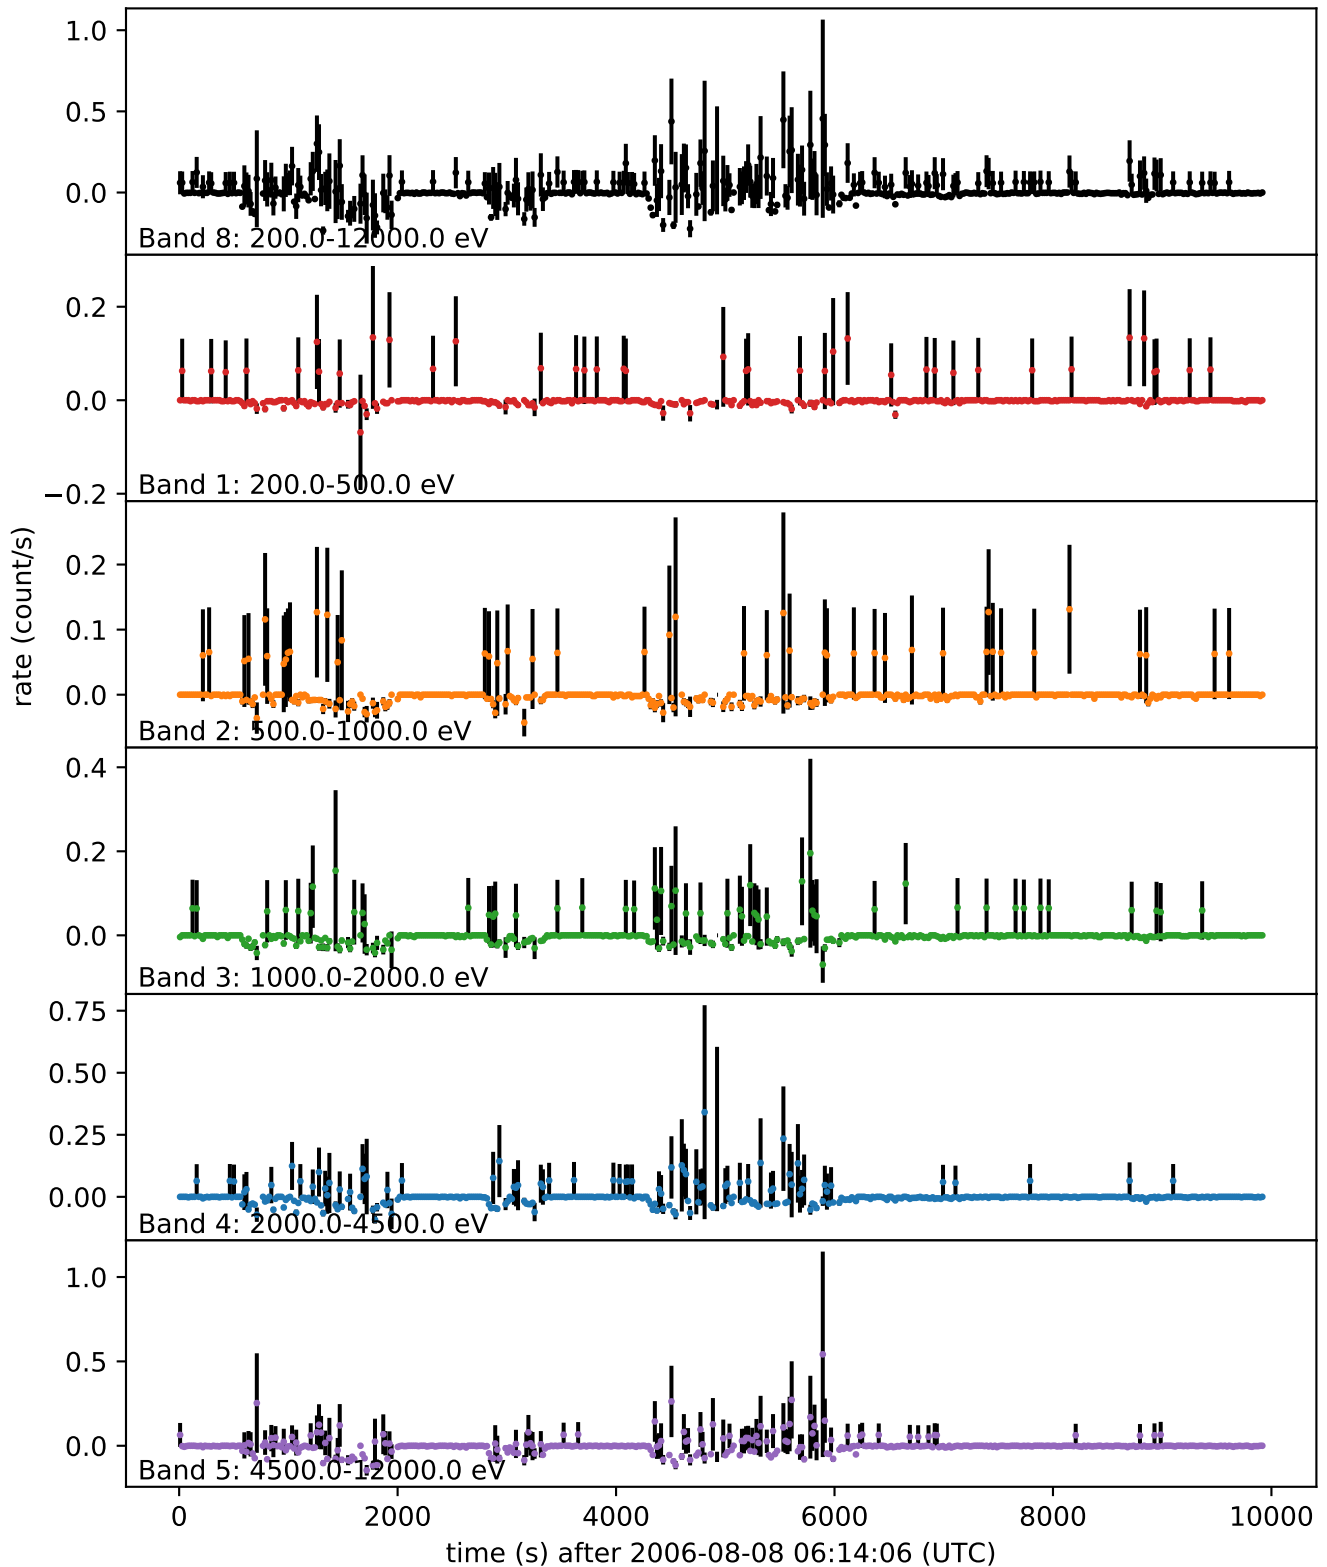 1.0
0.5
0.0
Band 8: 200.0-12000.0 eV
0.2
0.0
−0.2
Band 1: 200.0-500.0 eV
rate (count/s)
0.2
0.1
0.0
Band 2: 500.0-1000.0 eV
0.4
0.2
0.0
Band 3: 1000.0-2000.0 eV
0.75
0.50
0.25
0.00
Band 4: 2000.0-4500.0 eV
1.0
0.5
0.0
Band 5: 4500.0-12000.0 eV
0 2000 4000 6000 8000 10000
time (s) after 2006-08-08 06:14:06 (UTC)